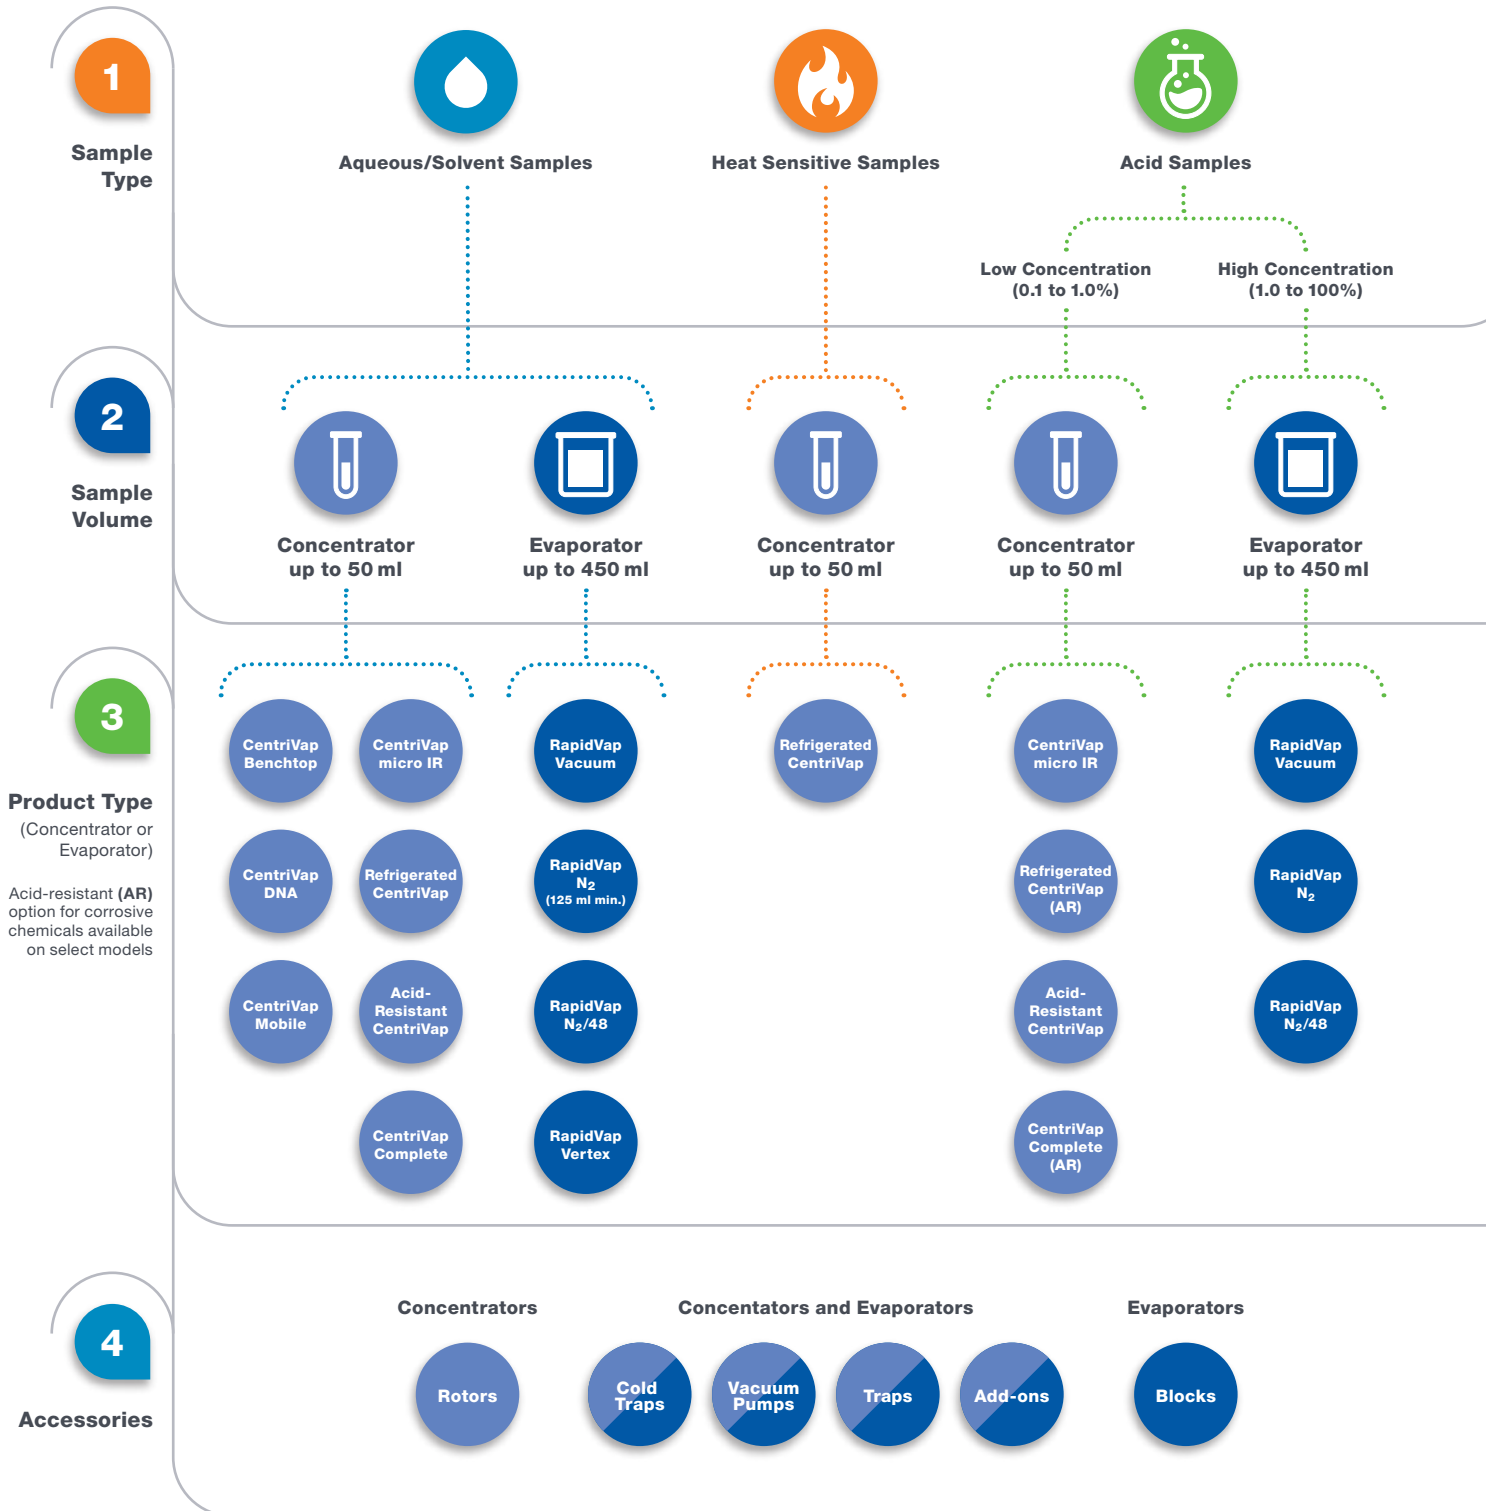 1
Sample
Type
Aqueous/Solvent Samples
Heat Sensitive Samples
Acid Samples
Low Concentration
(0.1 to 1.0%)
High Concentration
(1.0 to 100%)
2
Sample
Volume
Concentrator
up to 50 ml
Evaporator
up to 450 ml
Concentrator
up to 50 ml
Concentrator
up to 50 ml
Evaporator
up to 450 ml
3
Product Type
(Concentrator or
Evaporator)
Acid-resistant (AR)
option for corrosive
chemicals available
on select models
CentriVap
Benchtop
CentriVap
micro IR
RapidVap
Vacuum
Refrigerated
CentriVap
CentriVap
micro IR
RapidVap
Vacuum
CentriVap
DNA
Refrigerated
CentriVap
RapidVap
N₂
(125 ml min.)
Refrigerated
CentriVap
(AR)
RapidVap
N₂
CentriVap
Mobile
Acid-
Resistant
CentriVap
RapidVap
N₂/48
Acid-
Resistant
CentriVap
RapidVap
N₂/48
CentriVap
Complete
RapidVap
Vertex
CentriVap
Complete
(AR)
4
Accessories
Concentrators
Concentators and Evaporators
Evaporators
Rotors
Cold
Traps
Vacuum
Pumps
Traps
Add-ons
Blocks